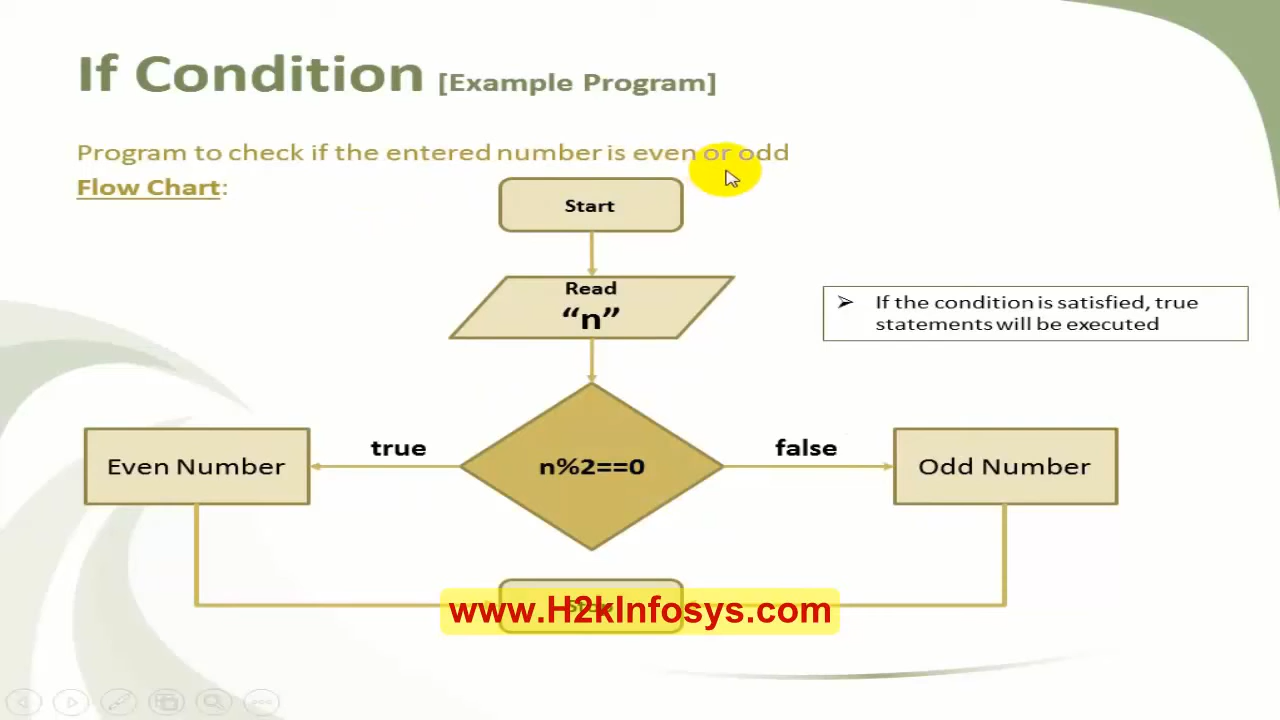 If Condition [Example Program]
Program to check if the entered number is even or odd
Flow Chart:
Start
Read
“n”
If the condition is satisfied, true
statements will be executed
true
false
Even Number
n%2==0
Odd Number
www.H2kInfosys.com